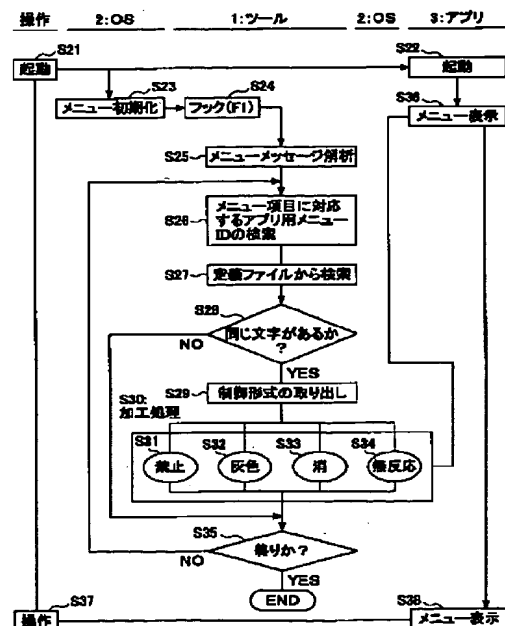 操作 2:OS 1:ツール 2:OS 3:アプリ
S21
起動
S22
起動
S23
メニュー初期化
S24
フック(F1)
S36
メニュー表示
S25
メニューメッセージ解析
S26
メニュー項目に対応
するアプリ用メニュー
IDの検索
S27
定義ファイルから検索
S28
同じ文字があるか
?
NO
YES
S29
制御形式の取り出し
S30:
加工処理
S31
禁止
S32
灰色
S33
消
S34
無反応
S35
終りか?
NO
YES
END
S37
操作
S38
メニュー表示